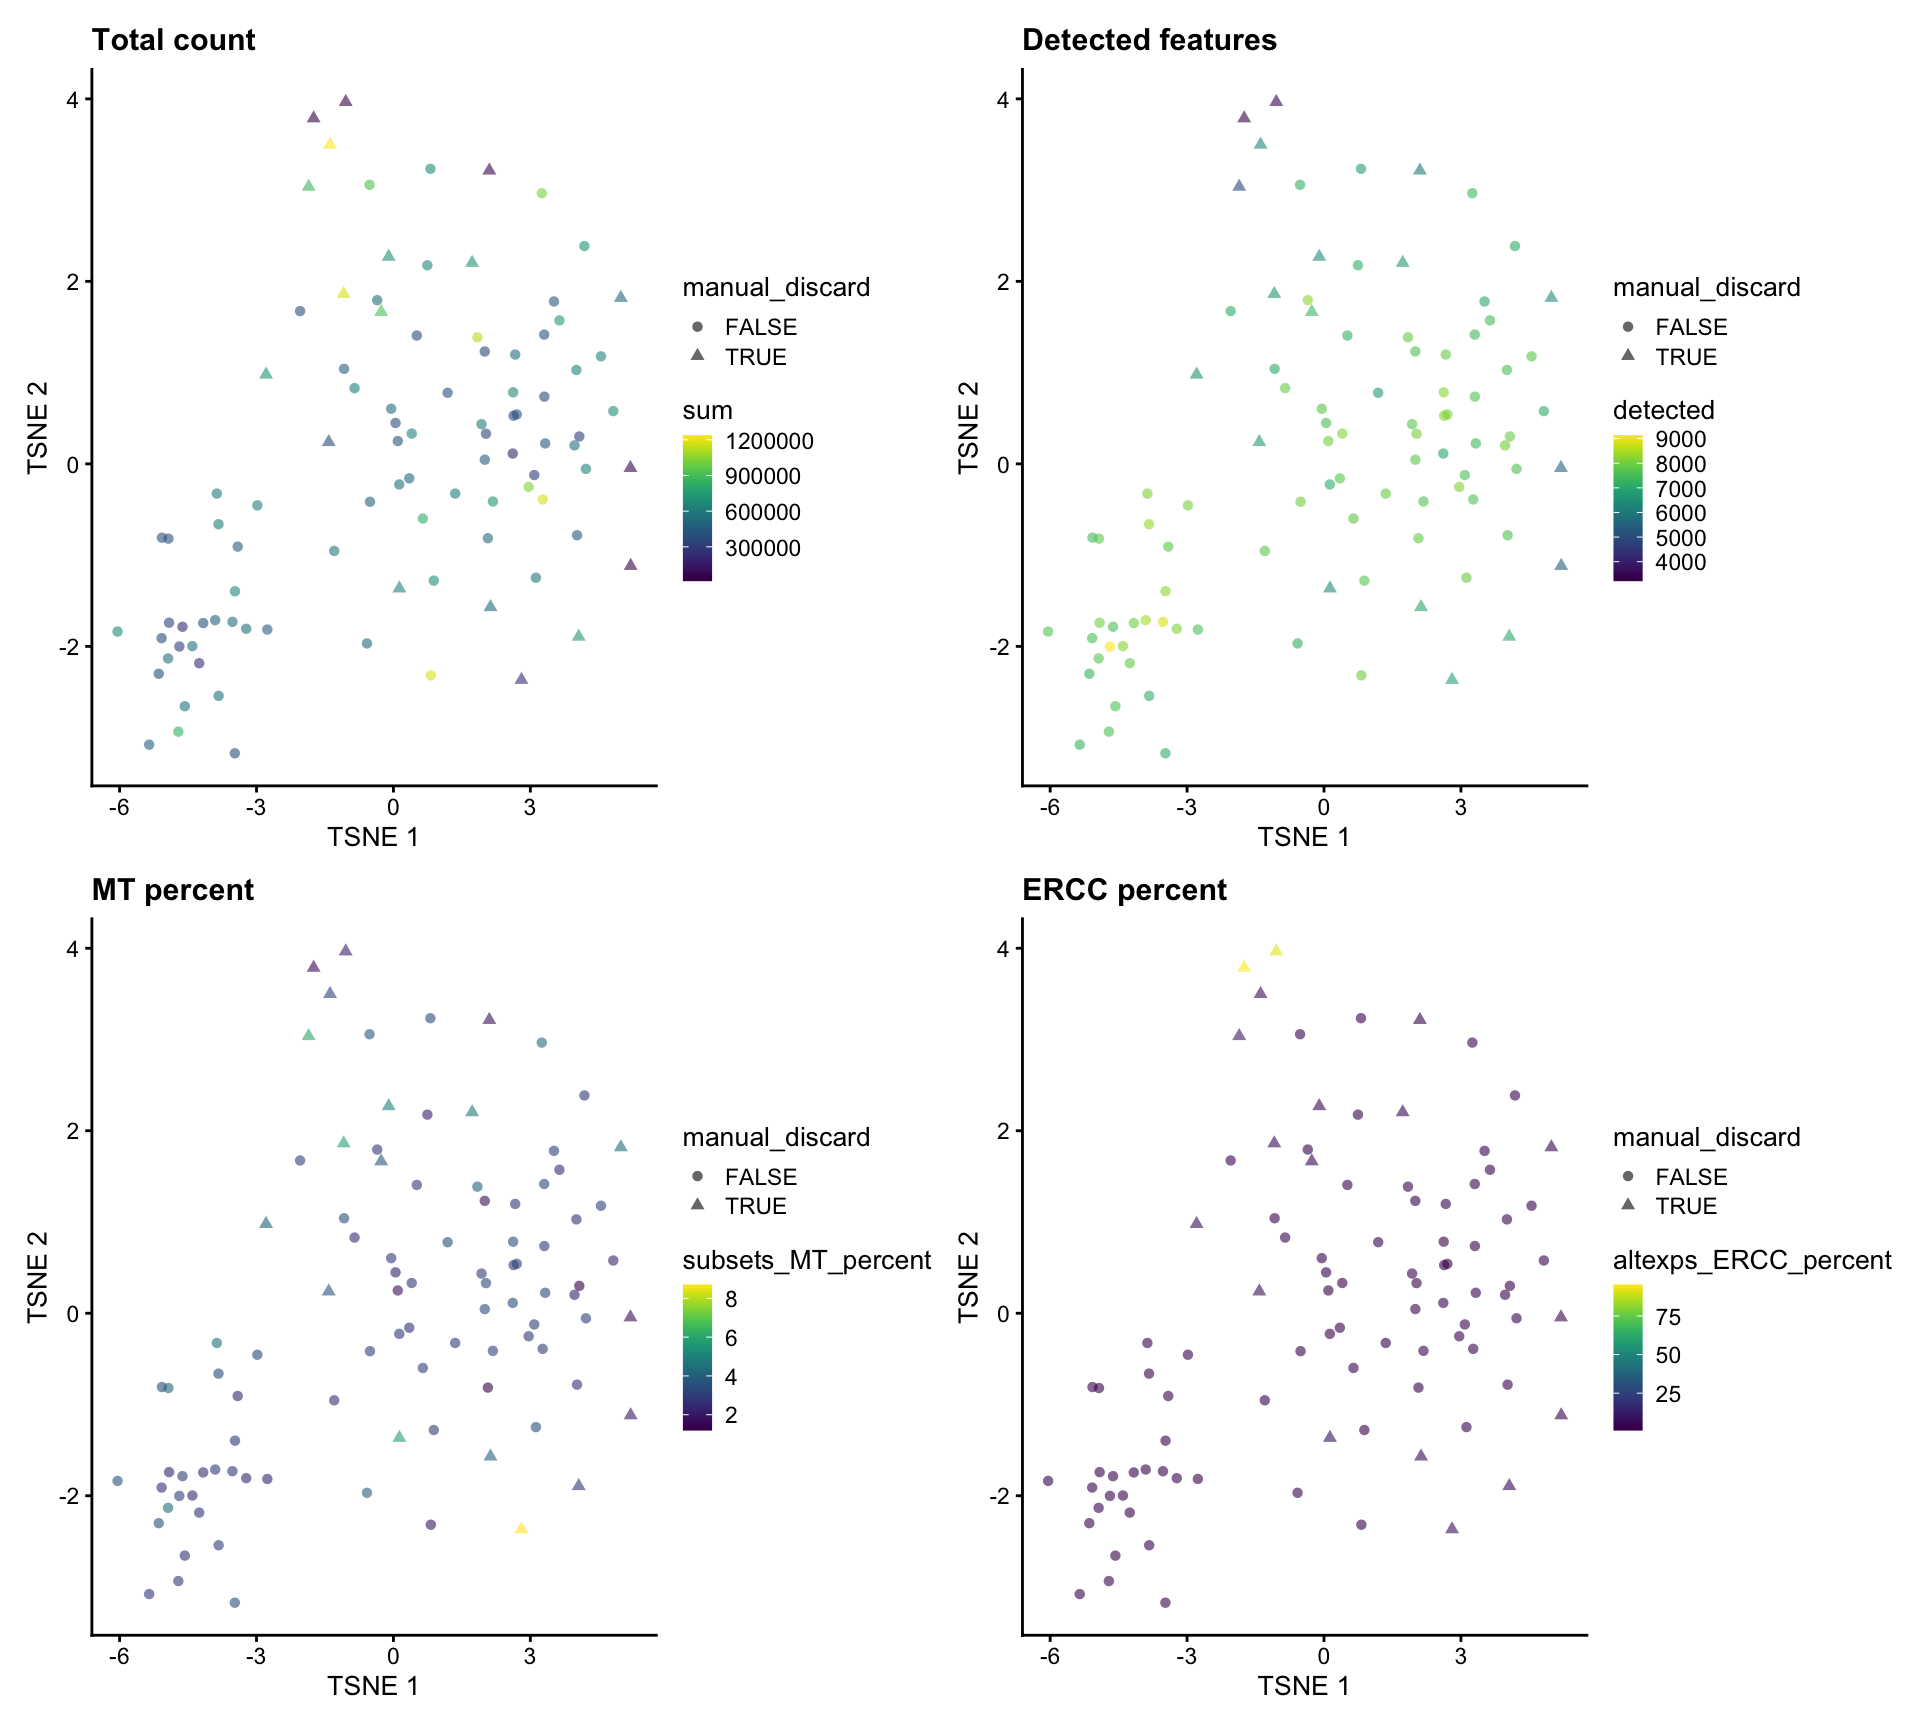 Total count
4
2
0
-2
TSNE 2
-6 -3 0 3
TSNE 1
manual_discard
FALSE
TRUE
sum
1200000
900000
600000
300000
Detected features
4
2
0
-2
TSNE 2
-6 -3 0 3
TSNE 1
manual_discard
FALSE
TRUE
detected
9000
8000
7000
6000
5000
4000
MT percent
4
2
0
-2
TSNE 2
-6 -3 0 3
TSNE 1
manual_discard
FALSE
TRUE
subsets_MT_percent
8
6
4
2
ERCC percent
4
2
0
-2
TSNE 2
-6 -3 0 3
TSNE 1
manual_discard
FALSE
TRUE
altexps_ERCC_percent
75
50
25